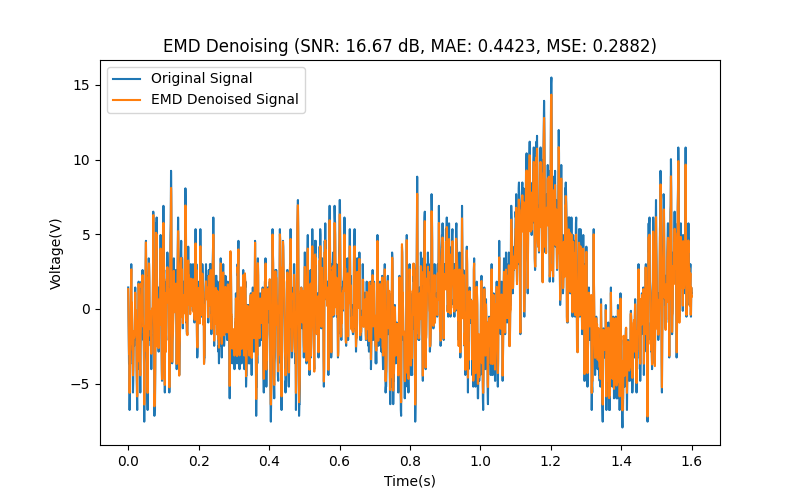 EMD Denoising (SNR: 16.67 dB, MAE: 0.4423, MSE: 0.2882)
Original Signal
EMD Denoised Signal
Voltage(V)
15
10
5
0
−5
0.0 0.2 0.4 0.6 0.8 1.0 1.2 1.4 1.6
Time(s)